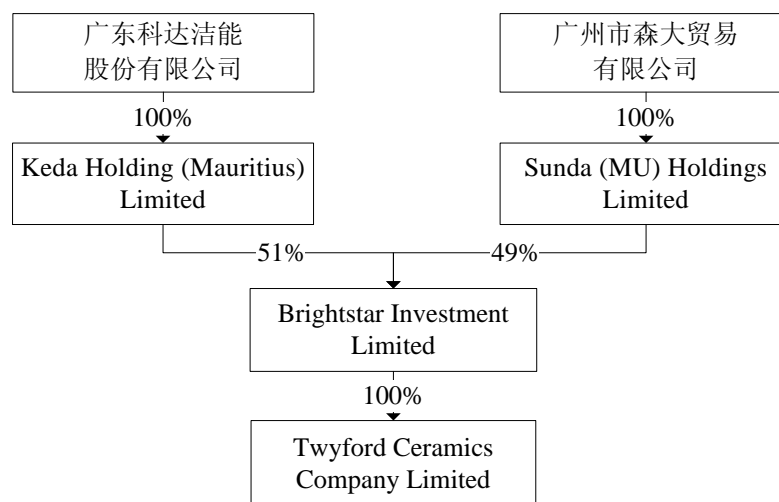 广东科达洁能
股份有限公司
广州市森大贸易
有限公司
100%
100%
Keda Holding (Mauritius)
Limited
Sunda (MU) Holdings
Limited
51%
49%
Brightstar Investment
Limited
100%
Twyford Ceramics
Company Limited